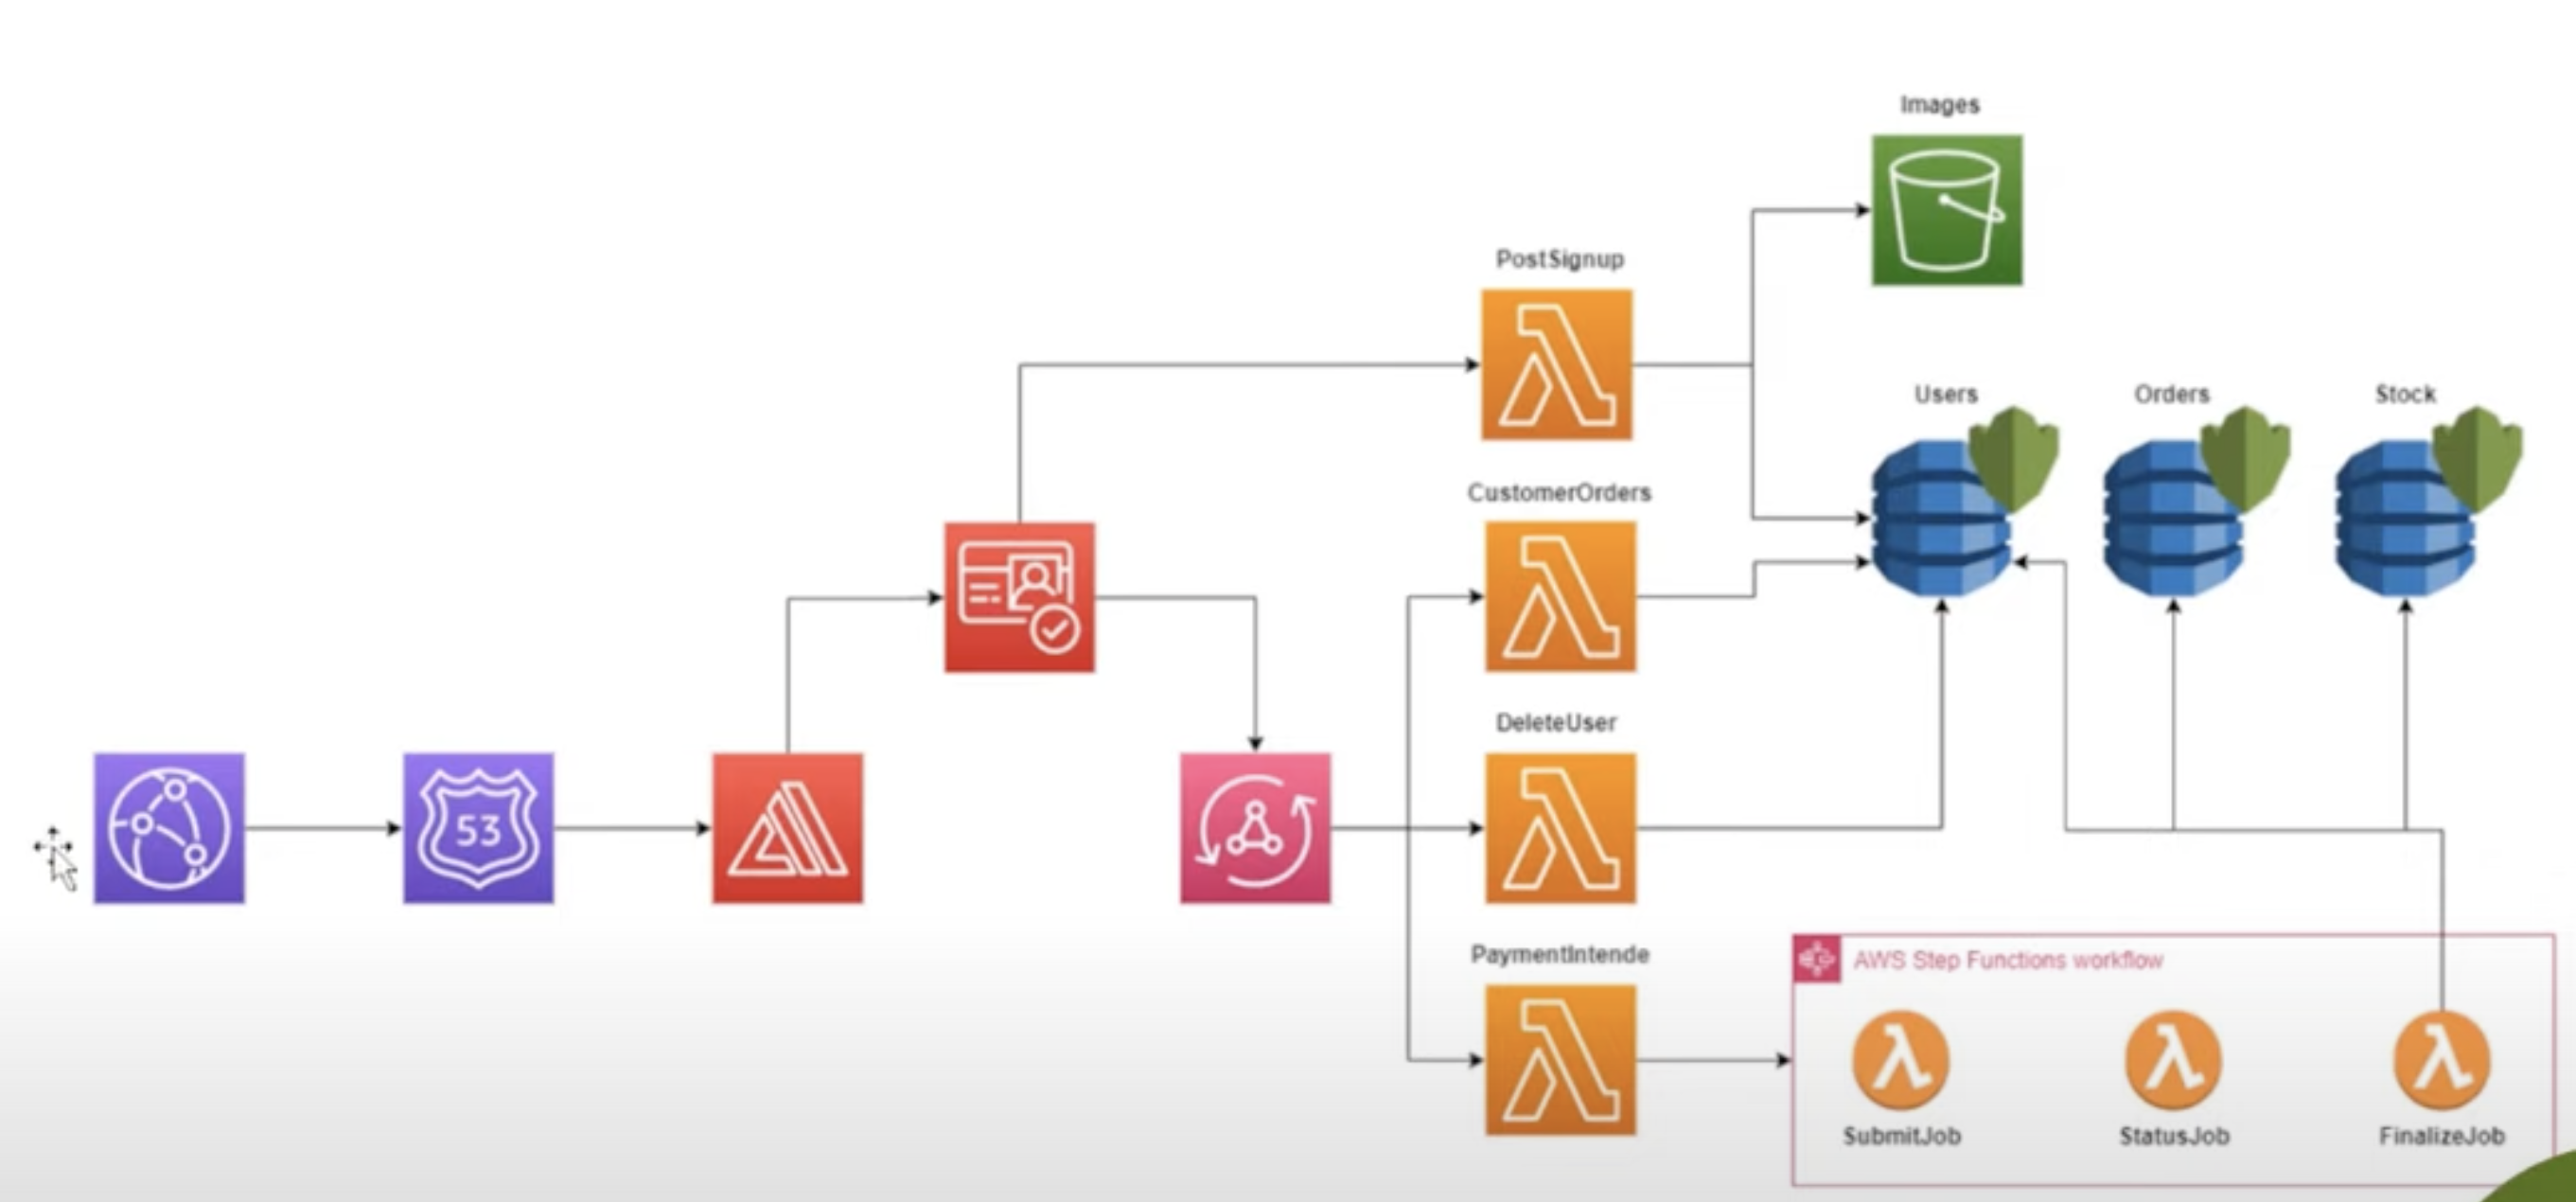 Images
PostSignup
Users
Orders
Stock
CustomerOrders
DeleteUser
53
PaymentIntende
AWS Step Functions workflow
SubmitJob
StatusJob
FinalizeJob